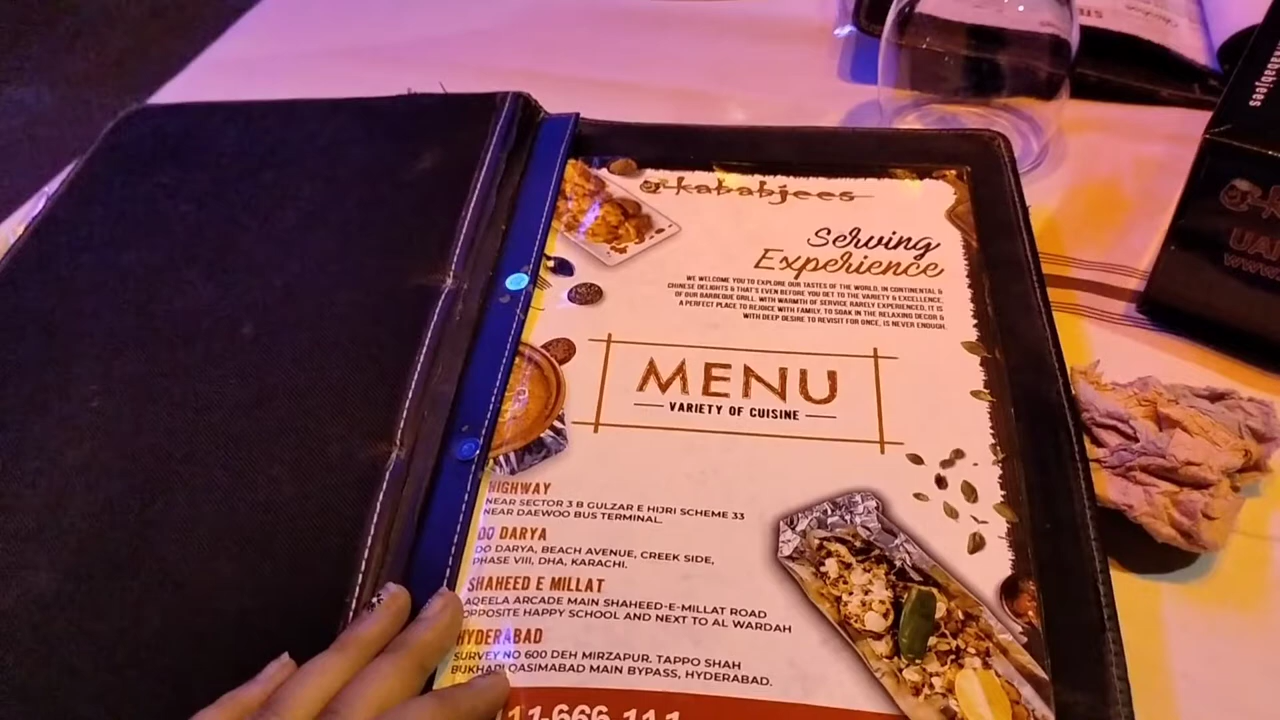 kababjees
Serving
Experience
WE WELCOME YOU TO EXPLORE OUR TASTES OF THE WORLD, IN CONTINENTAL &
CHINESE DELIGHTS & THAT'S EVEN BEFORE YOU GET TO THE VARIETY & EXCELLENCE,
OF OUR BARBEQUE GRILL. WITH WARMTH OF SERVICE RARELY EXPERIENCED, IT IS
A PERFECT PLACE TO REJOICE WITH FAMILY, TO SOAK IN THE RELAXING DECOR &
WITH DEEP DESIRE TO REVISIT FOR ONCE, IS NEVER ENOUGH.
MENU
VARIETY OF CUISINE
HIGHWAY
NEAR SECTOR 3 B GULZAR E HIJRI SCHEME 33
NEAR DAEWOO BUS TERMINAL.
DO DARYA
DO DARYA, BEACH AVENUE, CREEK SIDE,
PHASE VIII, DHA, KARACHI.
SHAHEED E MILLAT
AQEELA ARCADE MAIN SHAHEED-E-MILLAT ROAD
OPPOSITE HAPPY SCHOOL AND NEXT TO AL WARDAH
HYDERABAD
SURVEY NO 600 DEH MIRZAPUR. TAPPO SHAH
BUKHARI QASIMABAD MAIN BYPASS, HYDERABAD.
111-666-111
kababjees